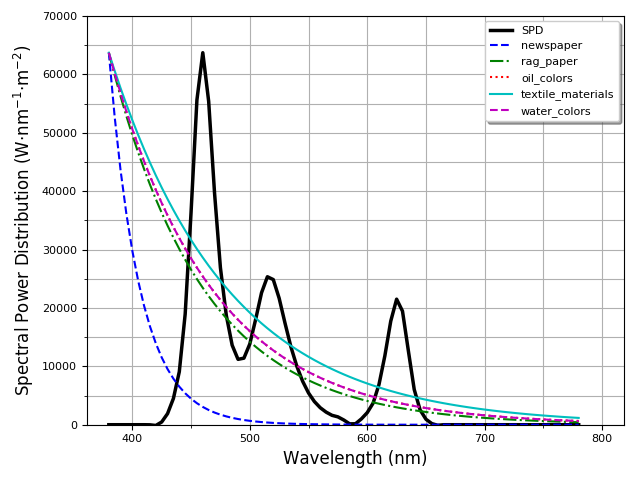 70000
60000
50000
40000
30000
20000
10000
0
Spectral Power Distribution (W·nm⁻¹·m⁻²)
SPD
newspaper
rag_paper
oil_colors
textile_materials
water_colors
400 500 600 700 800
Wavelength (nm)